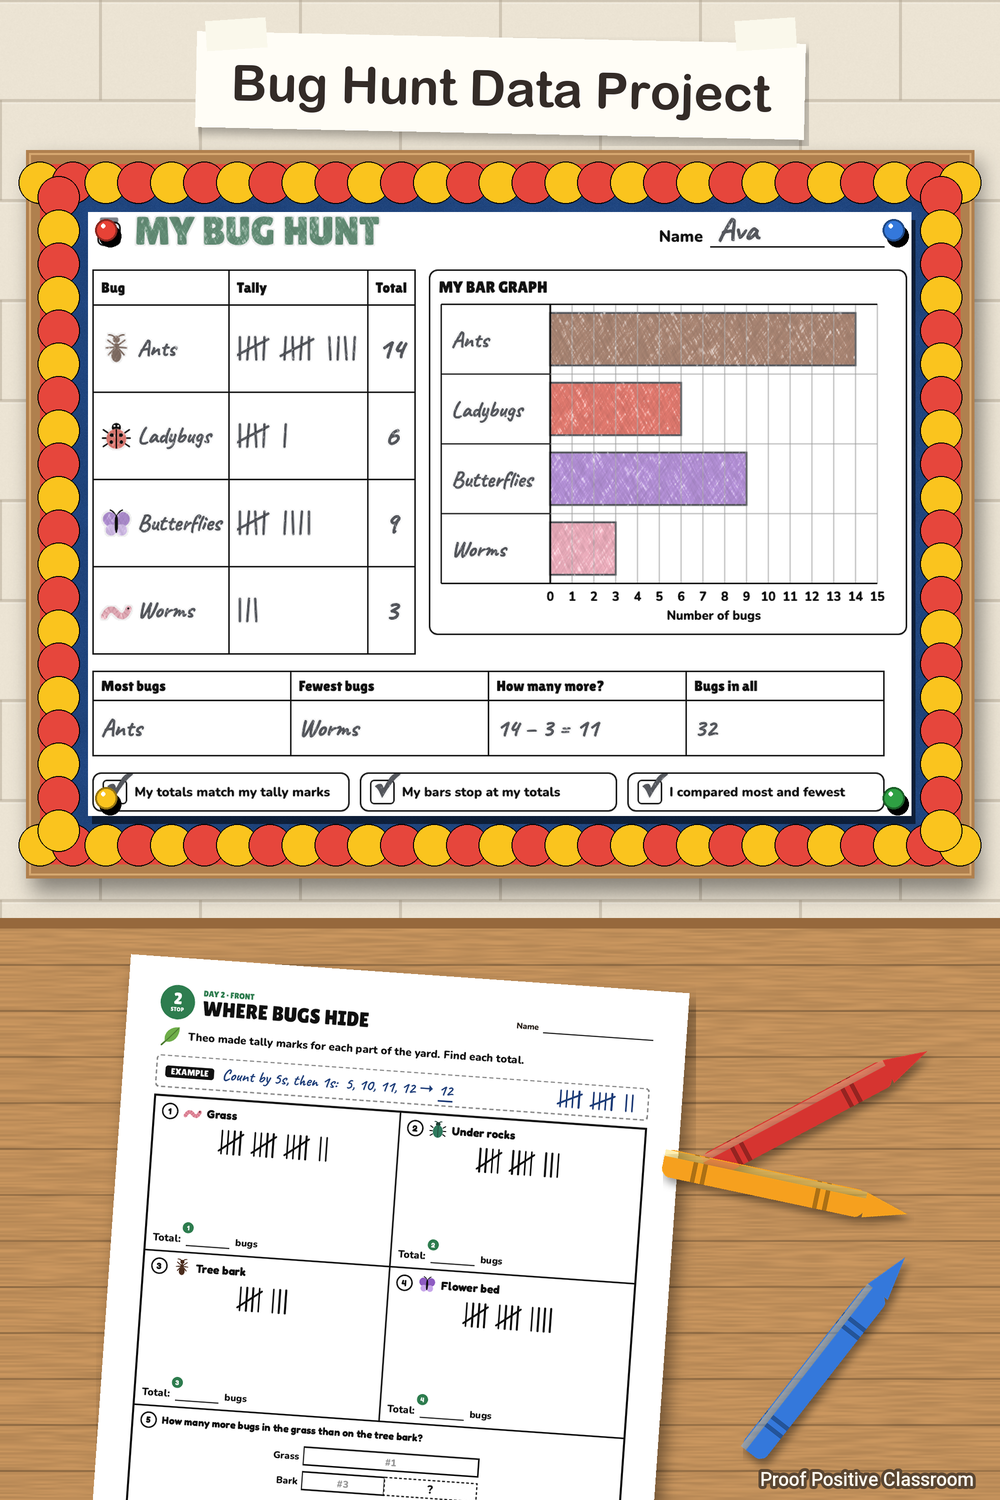 Bug Hunt Data Project
MY BUG HUNT
Name Ava
Bug Tally Total
Ants 14
Ladybugs 6
Butterflies 9
Worms 3
MY BAR GRAPH
Ants
Ladybugs
Butterflies
Worms
0 1 2 3 4 5 6 7 8 9 10 11 12 13 14 15
Number of bugs
Most bugs Fewest bugs How many more? Bugs in all
Ants Worms 14 – 3 = 11 32
My totals match my tally marks My bars stop at my totals I compared most and fewest
2
STOP
DAY 2 · FRONT
WHERE BUGS HIDE
Name
Theo made tally marks for each part of the yard. Find each total.
EXAMPLE Count by 5s, then 1s: 5, 10, 11, 12 → 12
1 Grass
1
Total: bugs
2 Under rocks
2
Total: bugs
3 Tree bark
3
Total: bugs
4 Flower bed
4
Total: bugs
5 How many more bugs in the grass than on the tree bark?
Grass #1
Bark #3 ?
Proof Positive Classroom